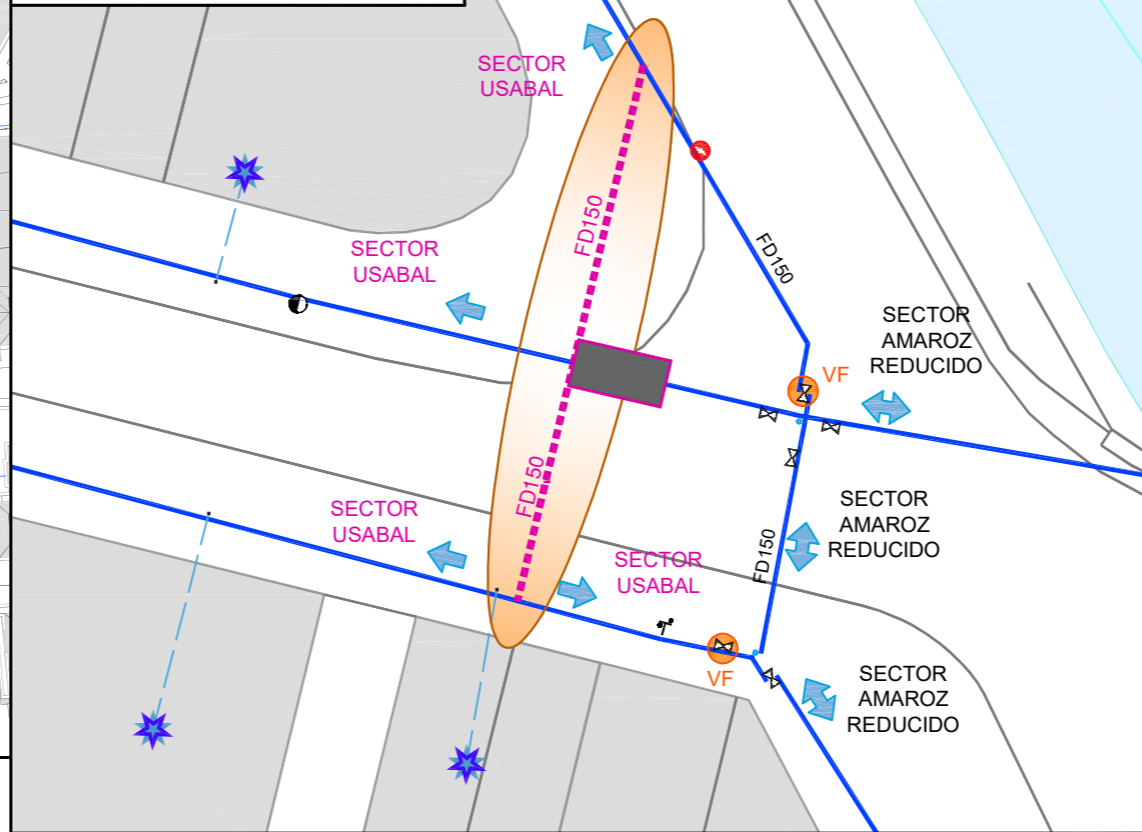 SECTOR
USABAL
FD150
FD150
SECTOR
USABAL
SECTOR
AMAROZ
REDUCIDO
VF
FD150
SECTOR
USABAL
SECTOR
AMAROZ
REDUCIDO
FD150
SECTOR
USABAL
VF
SECTOR
AMAROZ
REDUCIDO